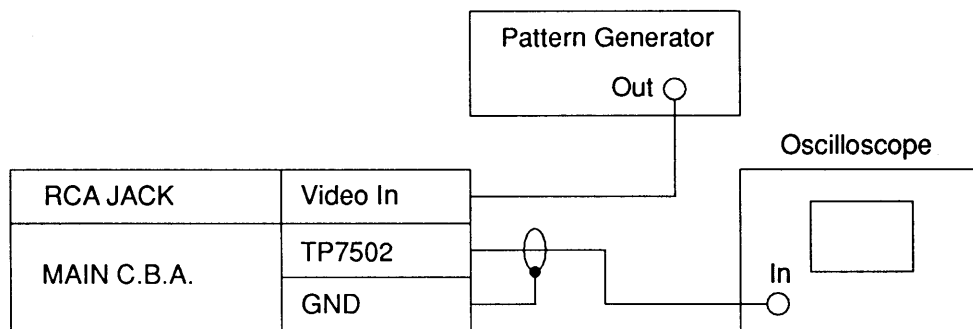 Pattern Generator
Out
Oscilloscope
RCA JACK
Video In
TP7502
MAIN C.B.A.
In
GND